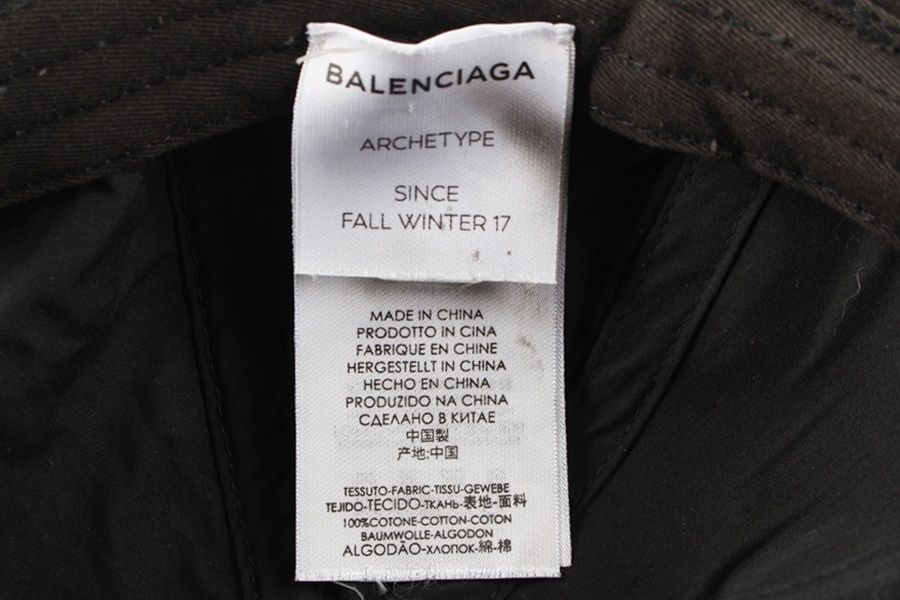 BALENCIAGA
ARCHETYPE
SINCE
FALL WINTER 17
MADE IN CHINA
PRODOTTO IN CINA
FABRIQUE EN CHINE
HERGESTELLT IN CHINA
HECHO EN CHINA
PRODUZIDO NA CHINA
СДЕЛАНО В КИТАЕ
中国製
产地:中国
TESSUTO-FABRIC-TISSU-GEWEBE
TEJIDO-TECIDO-ТКАНЬ-表地-面料
100%COTONE-COTTON-COTON
BAUMWOLLE-ALGODON
ALGODÃO-ХЛОПОК-綿-棉